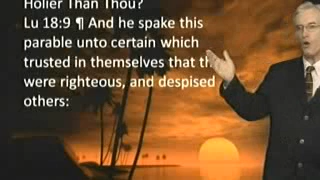 Holier Than Thou?
Lu 18:9 ¶ And he spake this
parable unto certain which
trusted in themselves that th
were righteous, and despised
others: